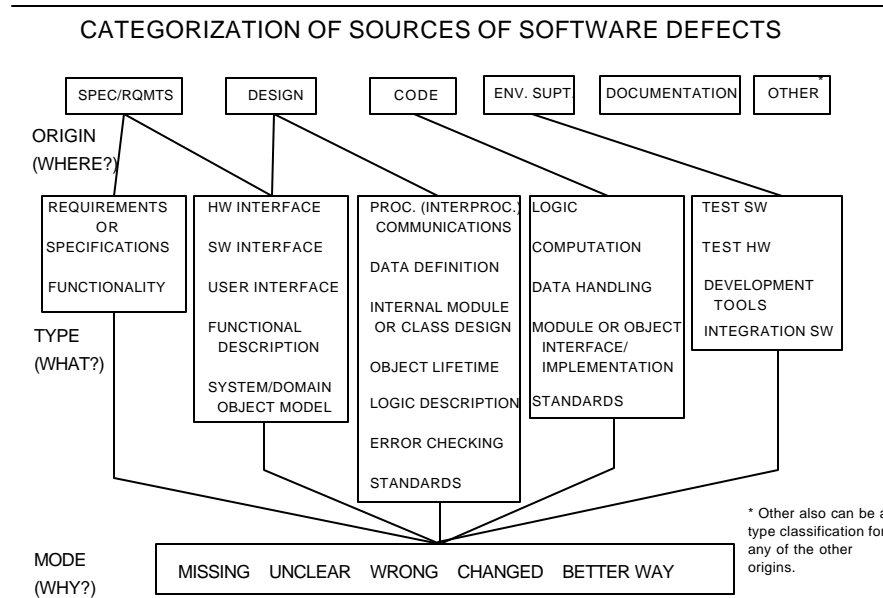 CATEGORIZATION OF SOURCES OF SOFTWARE DEFECTS
SPEC/RQMTS
DESIGN
CODE
ENV. SUPT.
DOCUMENTATION
OTHER*
ORIGIN
(WHERE?)
REQUIREMENTS
OR
SPECIFICATIONS
FUNCTIONALITY
HW INTERFACE
SW INTERFACE
USER INTERFACE
FUNCTIONAL
DESCRIPTION
SYSTEM/DOMAIN
OBJECT MODEL
PROC. (INTERPROC.)
COMMUNICATIONS
DATA DEFINITION
INTERNAL MODULE
OR CLASS DESIGN
OBJECT LIFETIME
LOGIC DESCRIPTION
ERROR CHECKING
STANDARDS
LOGIC
COMPUTATION
DATA HANDLING
MODULE OR OBJECT
INTERFACE/
IMPLEMENTATION
STANDARDS
TEST SW
TEST HW
DEVELOPMENT
TOOLS
INTEGRATION SW
TYPE
(WHAT?)
* Other also can be a
type classification for
any of the other
origins.
MODE
(WHY?)
MISSING UNCLEAR WRONG CHANGED BETTER WAY